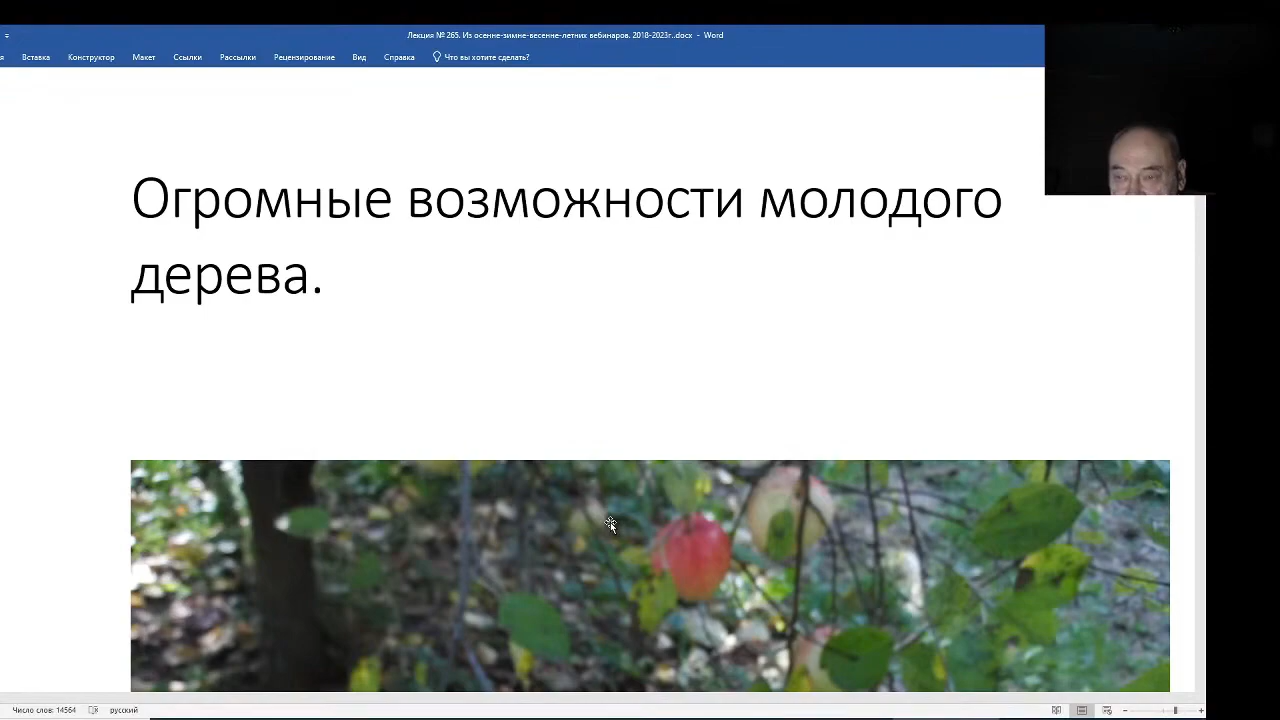 Лекция № 265. Из осенне-зимне-весенне-летних вебинаров. 2018-2023г..docx - Word
я Вставка Конструктор Макет Ссылки Рассылки Рецензирование Вид Справка Что вы хотите сделать?
Огромные возможности молодого
дерева.
Число слов: 14564 русский